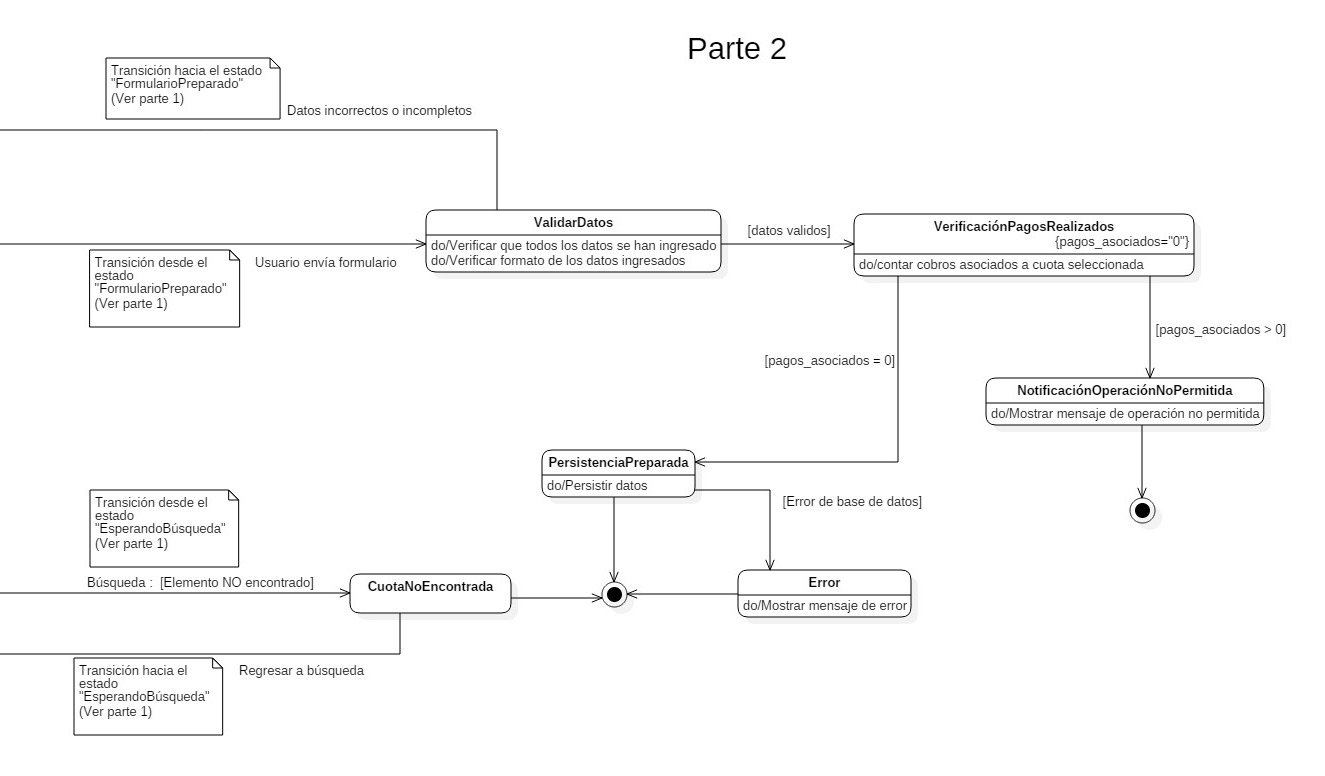 Parte 2
Transición hacia el estado
"FormularioPreparado"
(Ver parte 1)
Datos incorrectos o incompletos
ValidarDatos
do/Verificar que todos los datos se han ingresado
do/Verificar formato de los datos ingresados
[datos validos]
VerificaciónPagosRealizados
{pagos_asociados="0"}
do/contar cobros asociados a cuota seleccionada
Transición desde el
estado
"FormularioPreparado"
(Ver parte 1)
Usuario envía formulario
[pagos_asociados > 0]
[pagos_asociados = 0]
NotificaciónOperaciónNoPermitida
do/Mostrar mensaje de operación no permitida
PersistenciaPreparada
do/Persistir datos
[Error de base de datos]
Transición desde el
estado
"EsperandoBúsqueda"
(Ver parte 1)
Búsqueda :  [Elemento NO encontrado]
CuotaNoEncontrada
Error
do/Mostrar mensaje de error
Transición hacia el
estado
"EsperandoBúsqueda"
(Ver parte 1)
Regresar a búsqueda